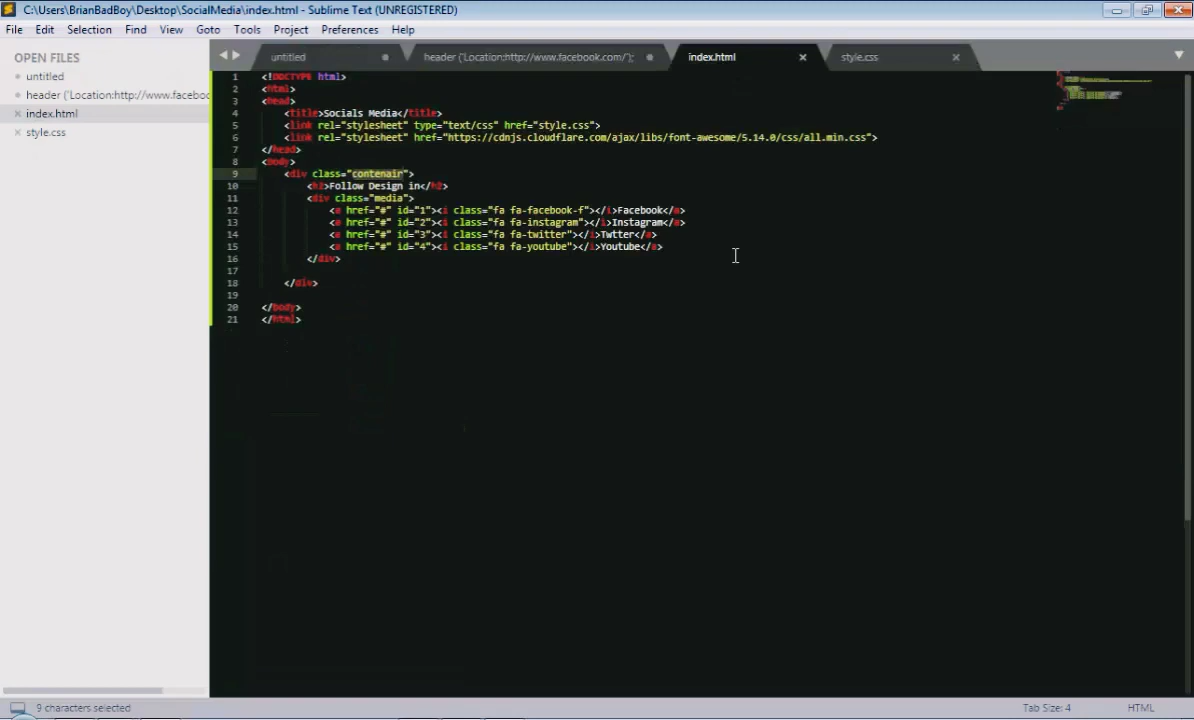 C:\Users\BrianBadBoy\Desktop\SocialMedia\index.html - Sublime Text (UNREGISTERED)
File Edit Selection Find View Goto Tools Project Preferences Help
OPEN FILES
untitled
header ('Location:http://www.faceboo
index.html
style.css
untitled header ('Location:http://www.facebook.com/'); index.html style.css
1 <!DOCTYPE html>
2 <html>
3 <head>
4 <title>Socials Media</title>
5 <link rel="stylesheet" type="text/css" href="style.css">
6 <link rel="stylesheet" href="https://cdnjs.cloudflare.com/ajax/libs/font-awesome/5.14.0/css/all.min.css">
7 </head>
8 <body>
9 <div class="contenair">
10 <h2>Follow Design in</h2>
11 <div class="media">
12 <a href="#" id="1"><i class="fa fa-facebook-f"></i>Facebook</a>
13 <a href="#" id="2"><i class="fa fa-instagram"></i>Instagram</a>
14 <a href="#" id="3"><i class="fa fa-twitter"></i>Twtter</a>
15 <a href="#" id="4"><i class="fa fa-youtube"></i>Youtube</a>
16 </div>
17
18 </div>
19
20 </body>
21 </html>
9 characters selected Tab Size: 4 HTML